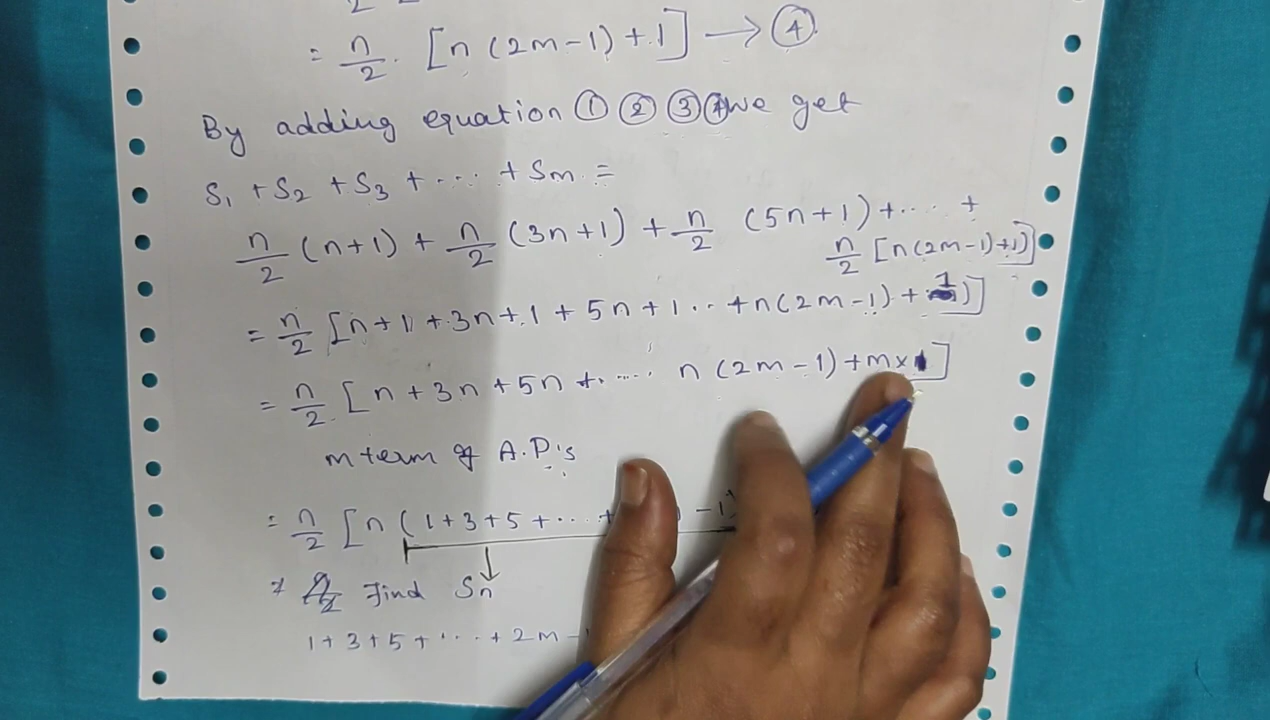 = n/2 . [n (2m-1) +1] → ④
By adding equation ① ② ③ ④ we get
S₁ + S₂ + S₃ + .... + Sm =
n/2 (n+1) + n/2 (3n+1) + n/2 (5n+1) + .... +
n/2 [n(2m-1)+1)]
= n/2 [n+1 + 3n+1 + 5n+1 .. + n(2m-1) + 1)]
= n/2 [n + 3n + 5n + ..... n (2m-1) + m×1]
m term of A.P's
= n/2 [n (1+3+5+...+ -1)
Find Sn
1+3+5+...+2m-